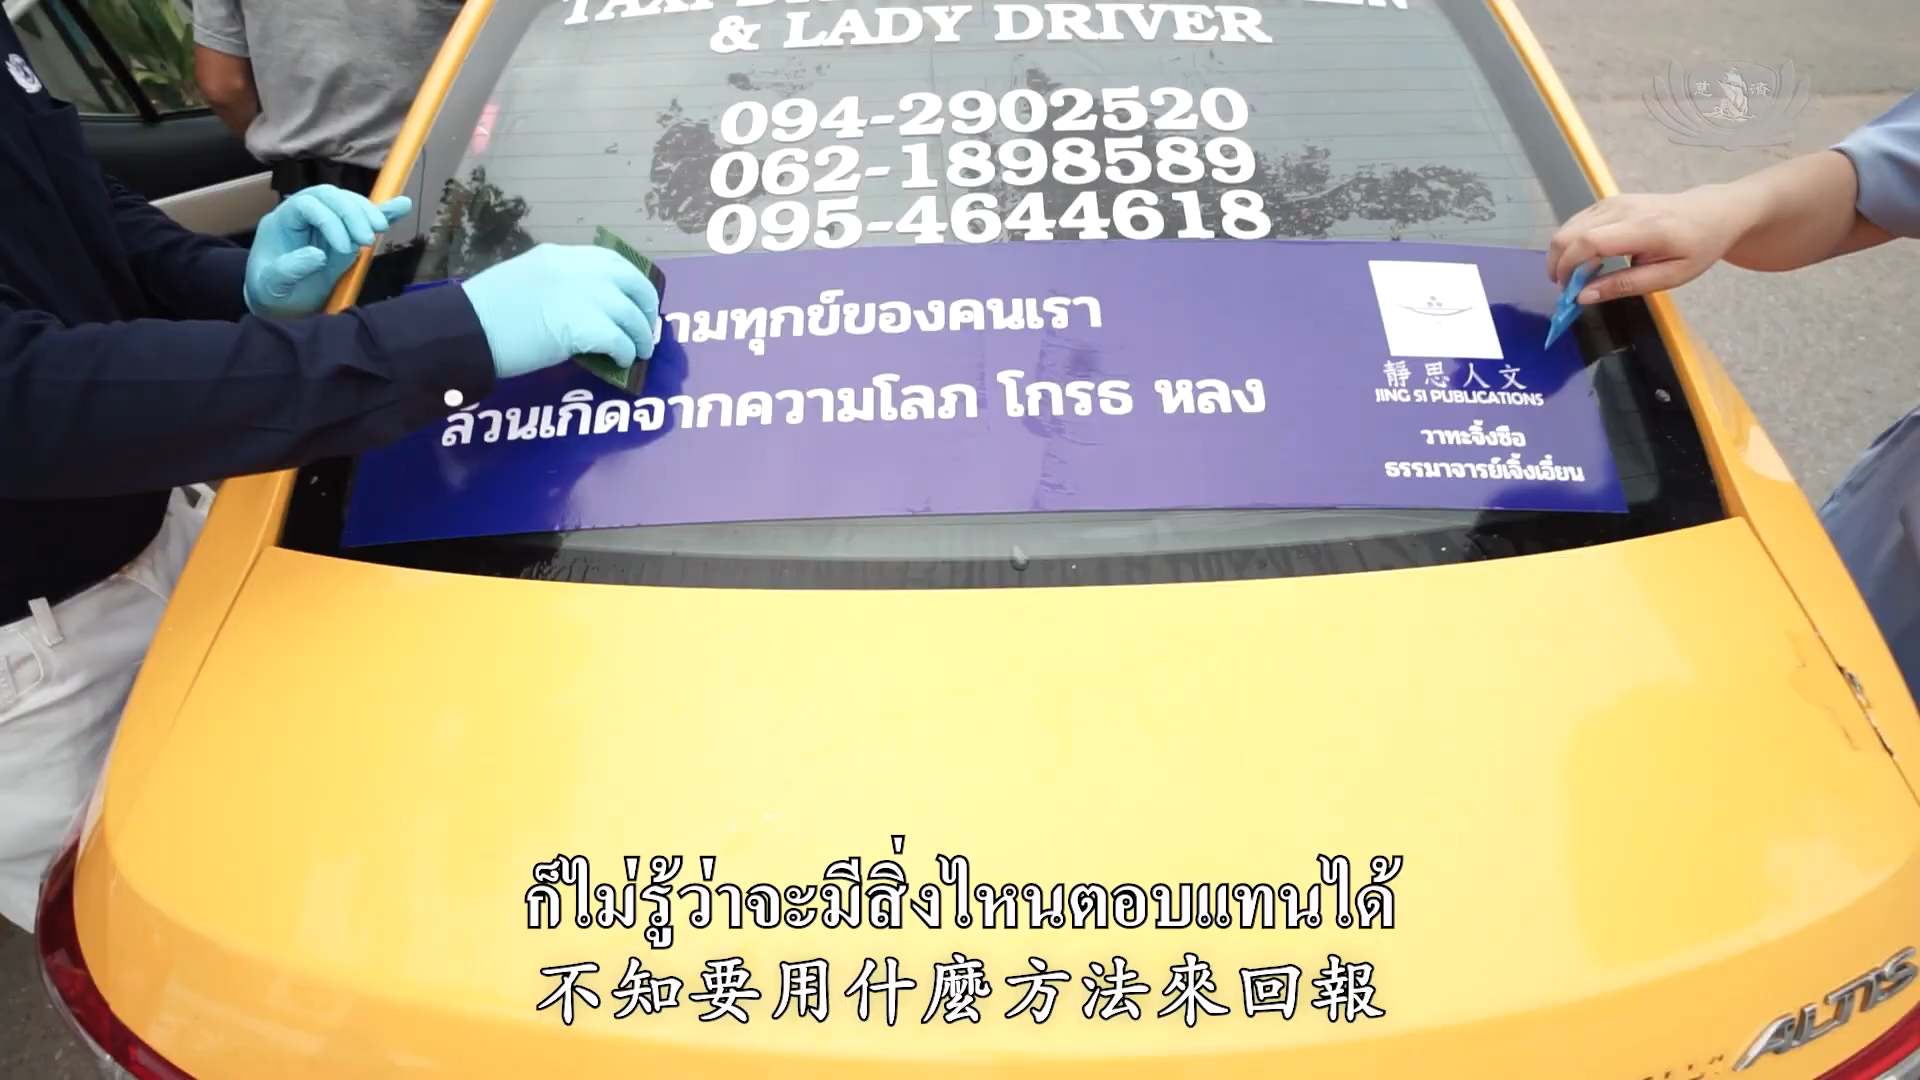 & LADY DRIVER
094-2902520
062-1898589
095-4644618
ามทุกข์ของคนเรา
ล้วนเกิดจากความโลภ โกรธ หลง
靜思人文
JING SI PUBLICATIONS
วาทะจิ้งซือ
ธรรมาจารย์เจิ้งเอี๋ยน
慈濟
ก็ไม่รู้ว่าจะมีสิ่งไหนตอบแทนได้
不知要用什麼方法來回報
ALTIS